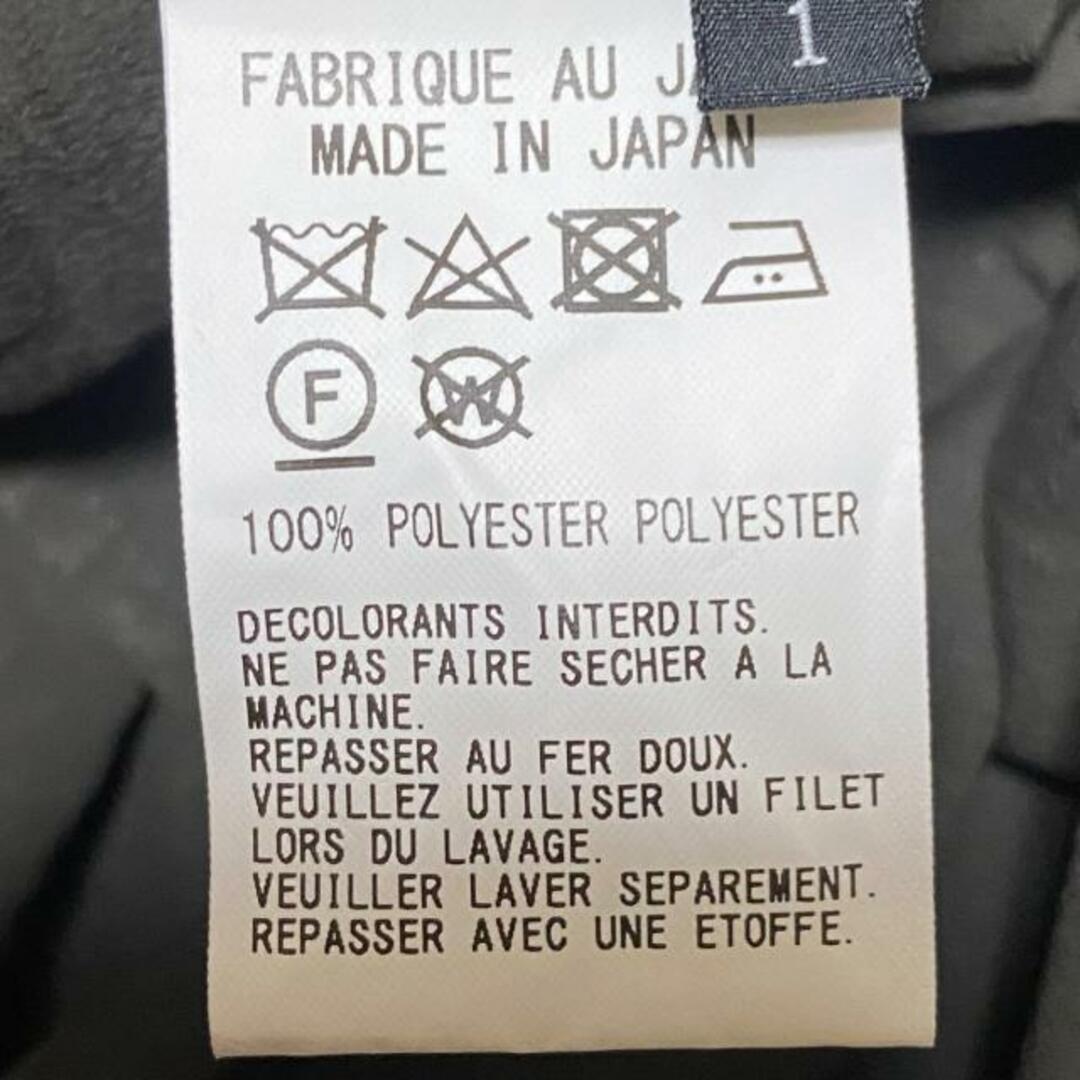 1
FABRIQUE AU
MADE IN JAPAN
F
W
100% POLYESTER POLYESTER
DECOLORANTS INTERDITS.
NE PAS FAIRE SECHER A LA
MACHINE.
REPASSER AU FER DOUX.
VEUILLEZ UTILISER UN FILET
LORS DU LAVAGE.
VEUILLER LAVER SEPAREMENT.
REPASSER AVEC UNE ETOFFE.